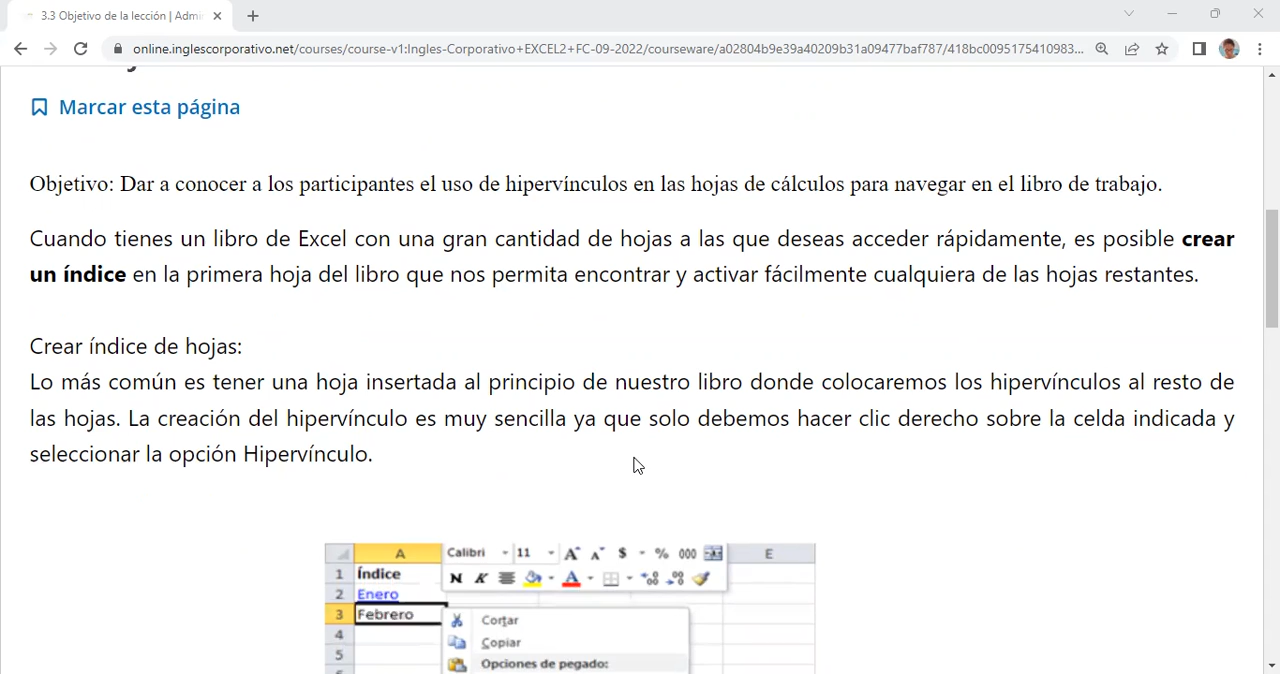 3.3 Objetivo de la lección | Admi
online.inglescorporativo.net/courses/course-v1:Ingles-Corporativo+EXCEL2+FC-09-2022/courseware/a02804b9e39a40209b31a09477baf787/418bc0095175410983...
Marcar esta página
Objetivo: Dar a conocer a los participantes el uso de hipervínculos en las hojas de cálculos para navegar en el libro de trabajo.
Cuando tienes un libro de Excel con una gran cantidad de hojas a las que deseas acceder rápidamente, es posible crear
un índice en la primera hoja del libro que nos permita encontrar y activar fácilmente cualquiera de las hojas restantes.
Crear índice de hojas:
Lo más común es tener una hoja insertada al principio de nuestro libro donde colocaremos los hipervínculos al resto de
las hojas. La creación del hipervínculo es muy sencilla ya que solo debemos hacer clic derecho sobre la celda indicada y
seleccionar la opción Hipervínculo.
A Calibri 11 A A $ % 000 E
1 Índice N K A
2 Enero
3 Febrero Cortar
4 Copiar
5 Opciones de pegado: